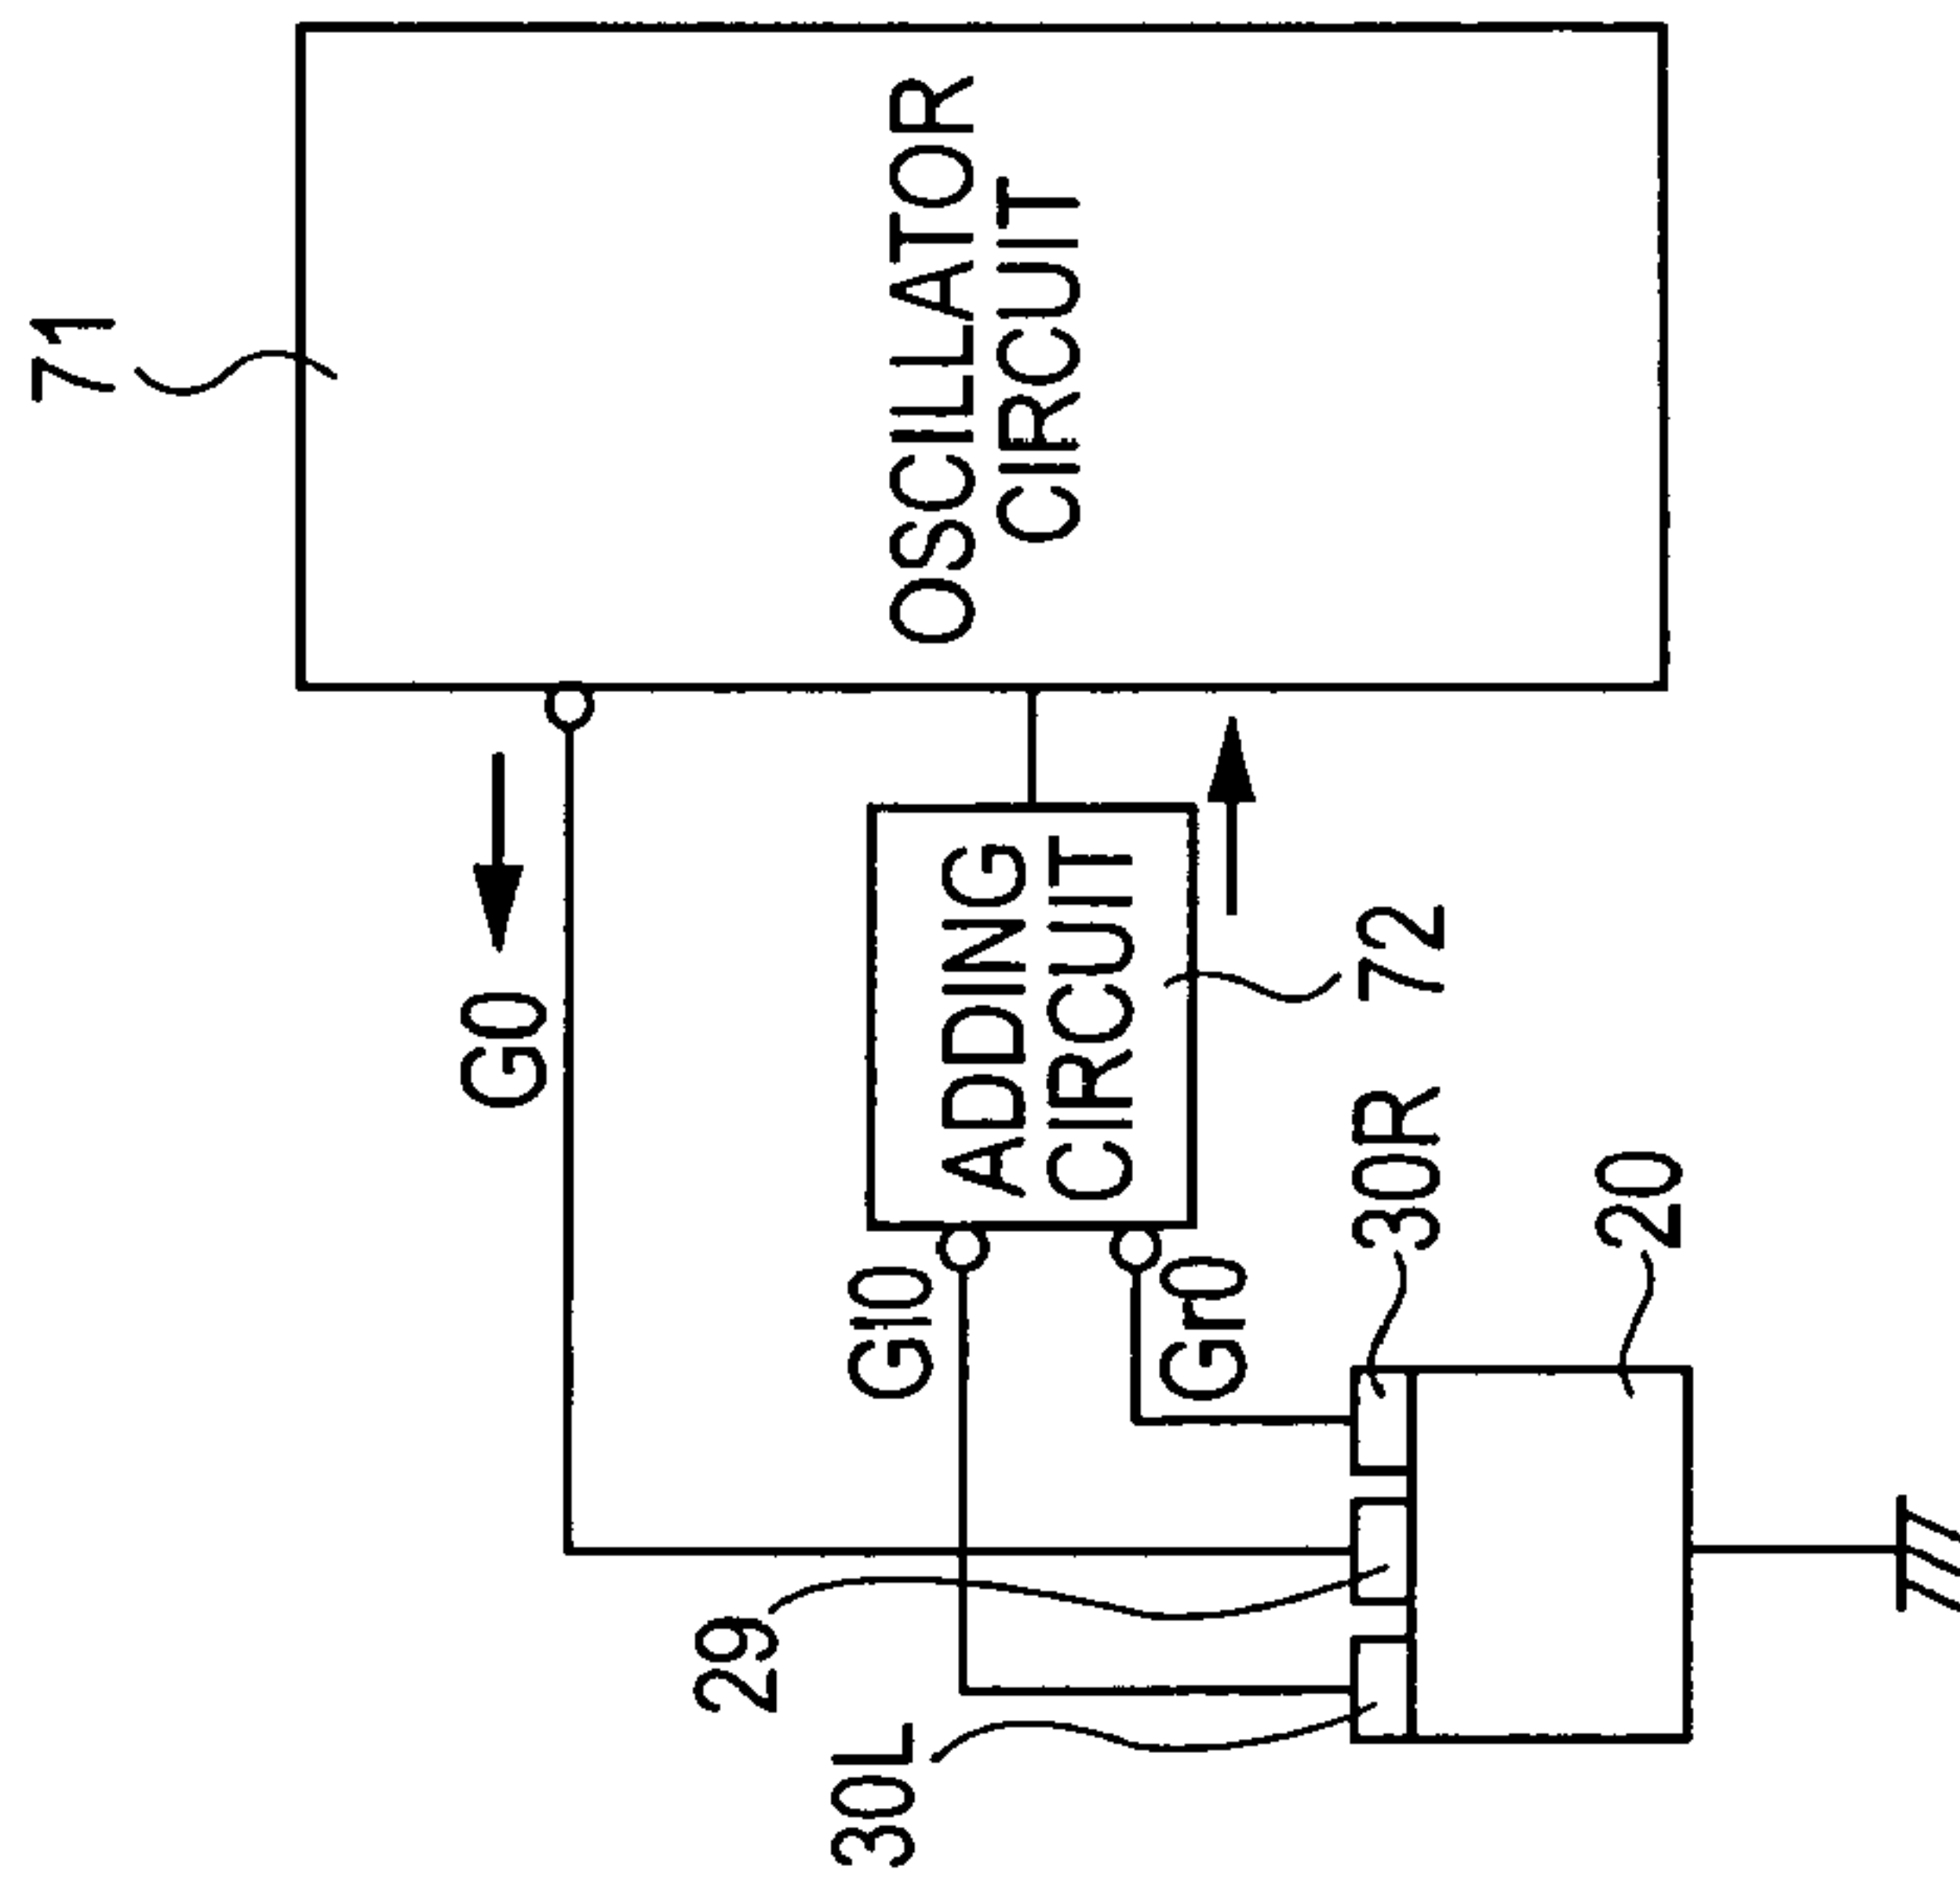 71
OSCILLATOR
CIRCUIT
G0
ADDING
CIRCUIT
72
Gl0
Gr0
30R
20
29
30L